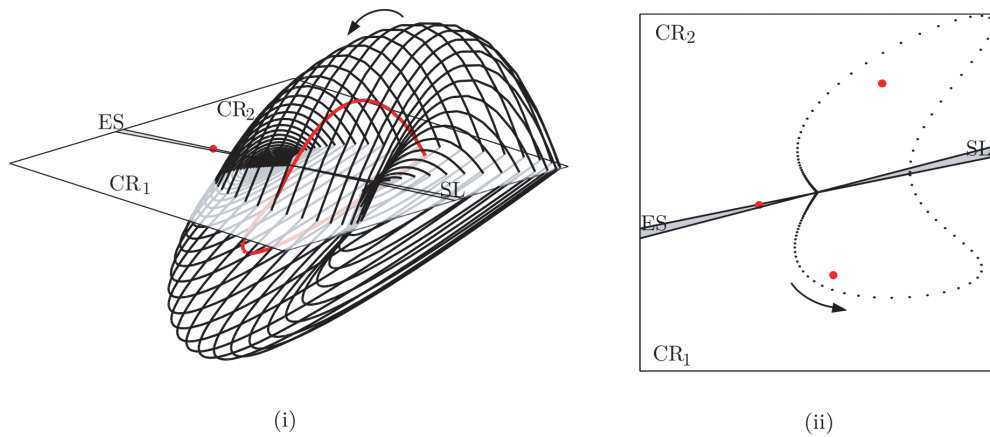 ES
CR2
CR1
SL
(i)
CR2
SL
ES
CR1
(ii)